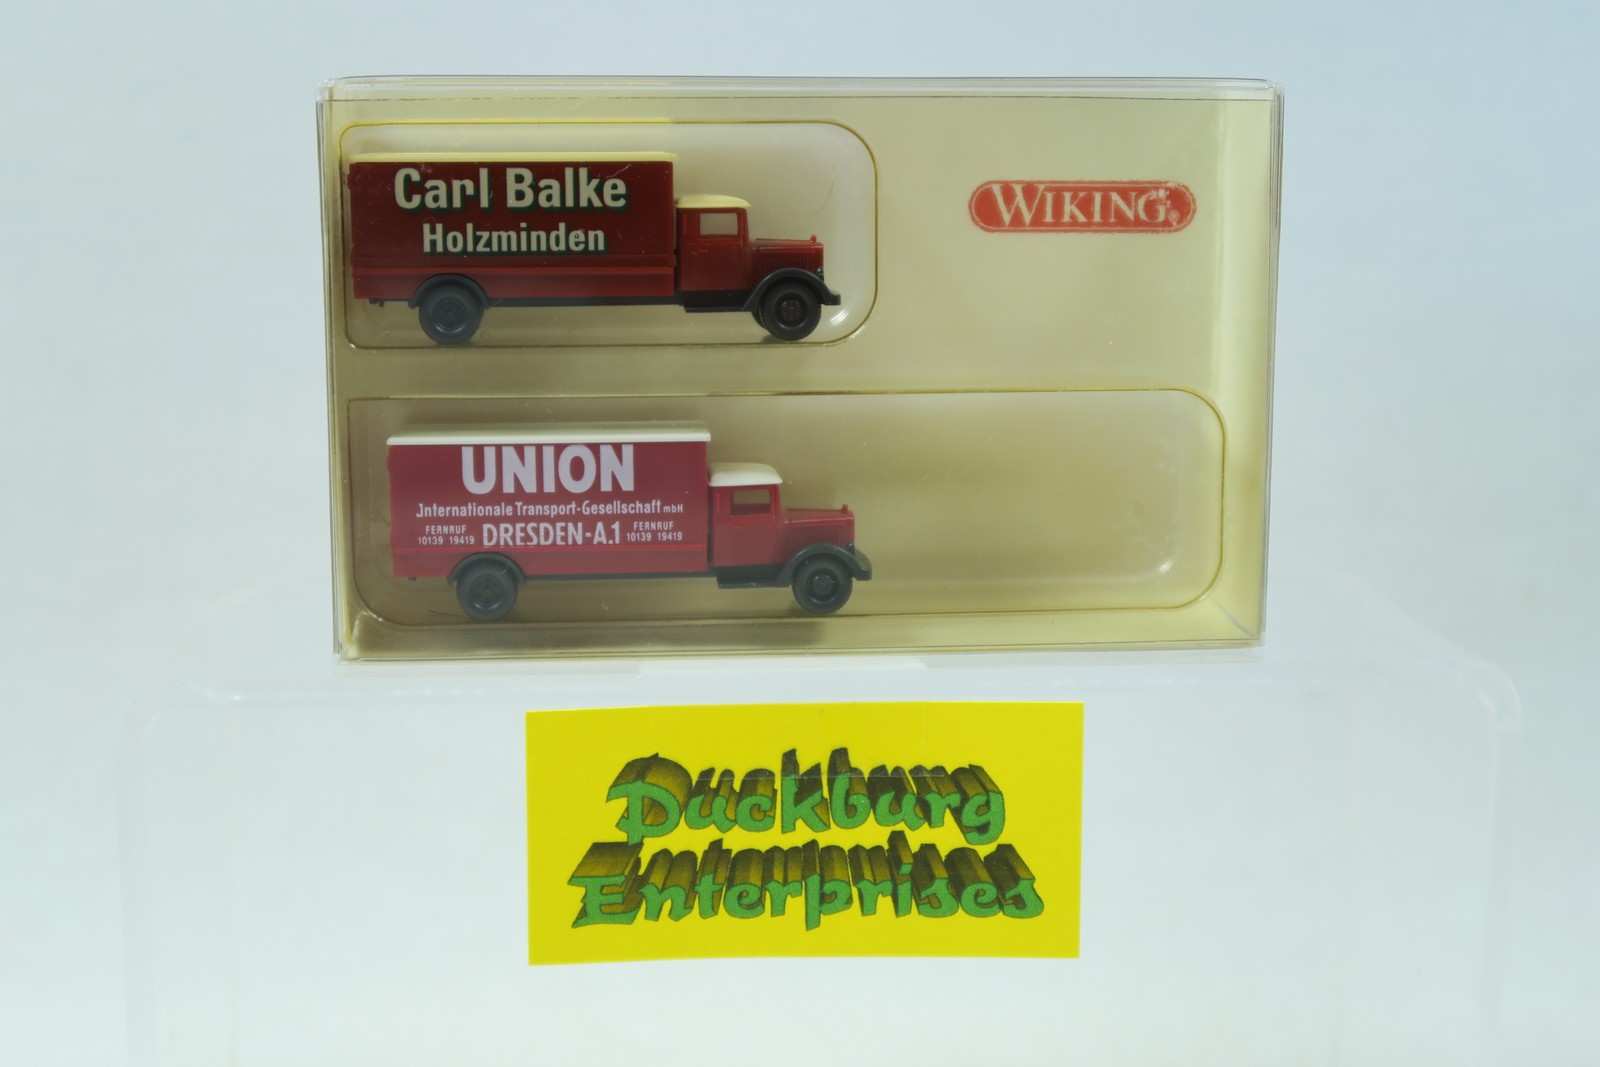 Carl Balke
Holzminden
WIKING
UNION
Jnternationale Transport-Gesellschaft mbH
FERNRUF 10139 19419 DRESDEN-A.1 FERNRUF 10139 19419
Duckburg
Enterprises